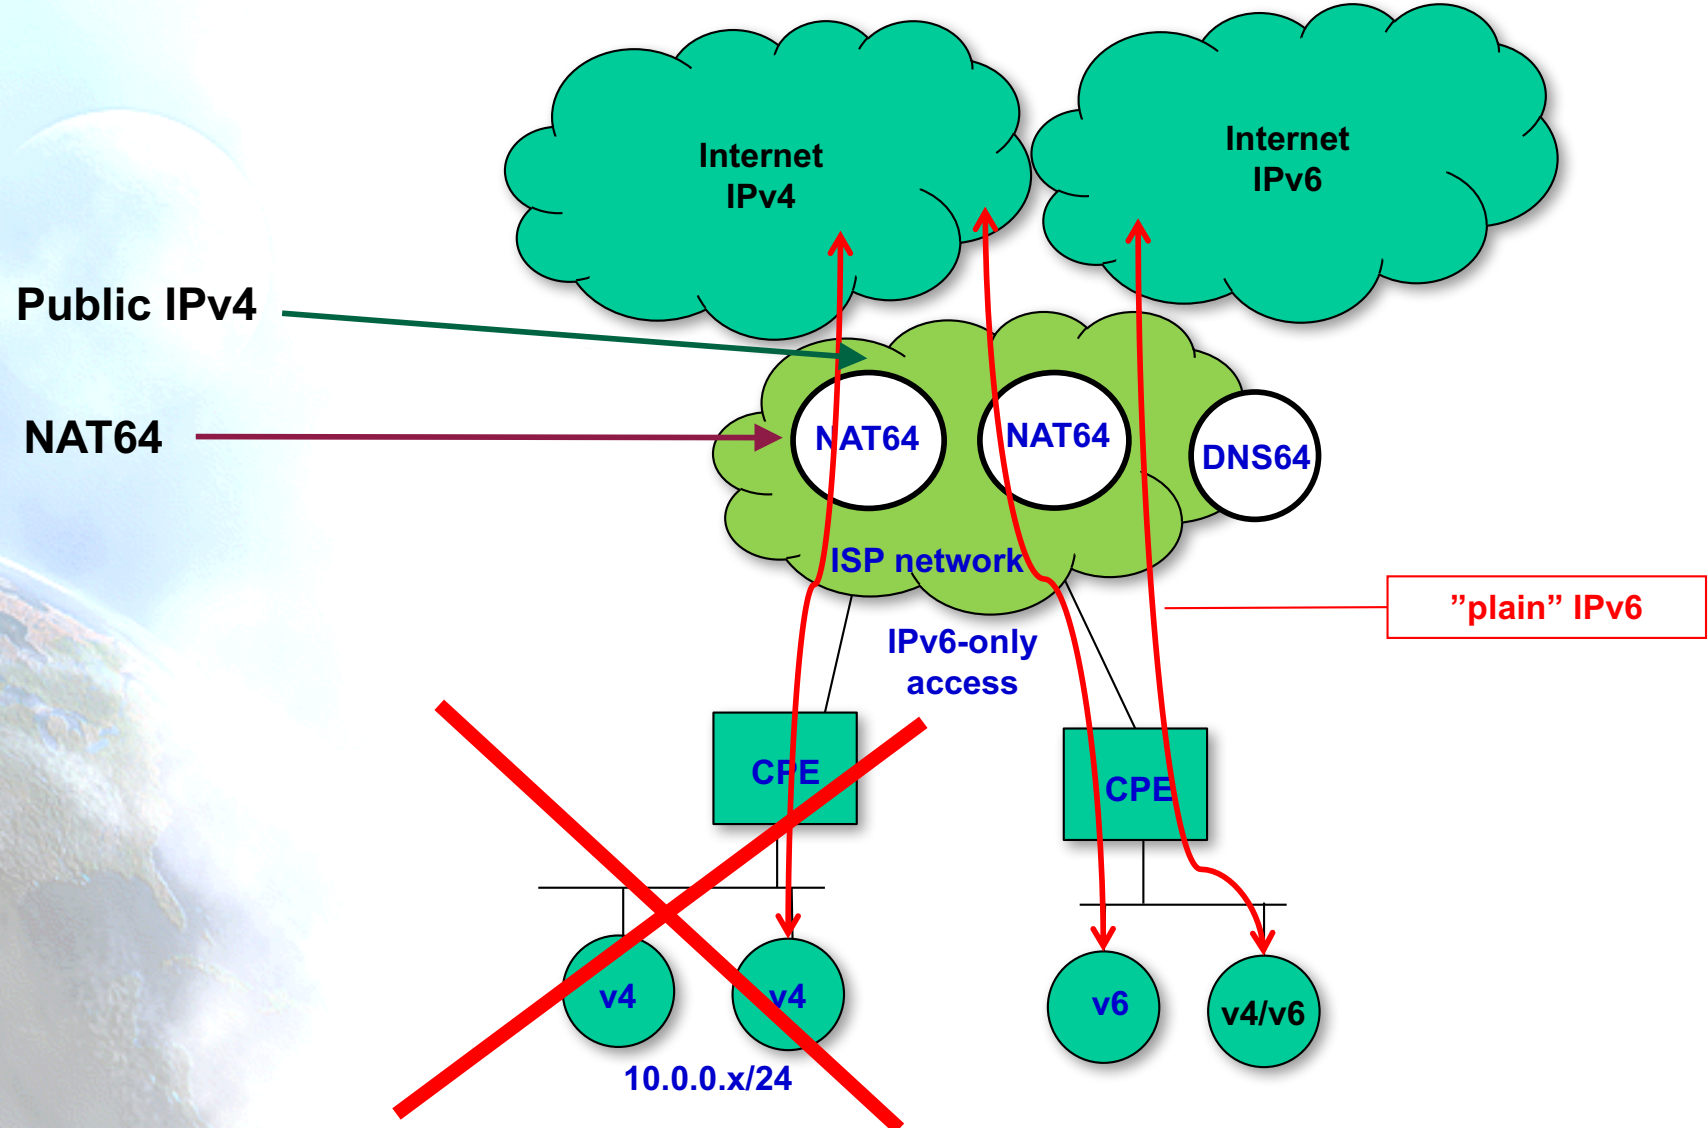 Internet
IPv4
Internet
IPv6
Public IPv4
NAT64
NAT64
NAT64
DNS64
ISP network
”plain” IPv6
IPv6-only
access
CPE
CPE
v4
v4
v6
v4/v6
10.0.0.x/24